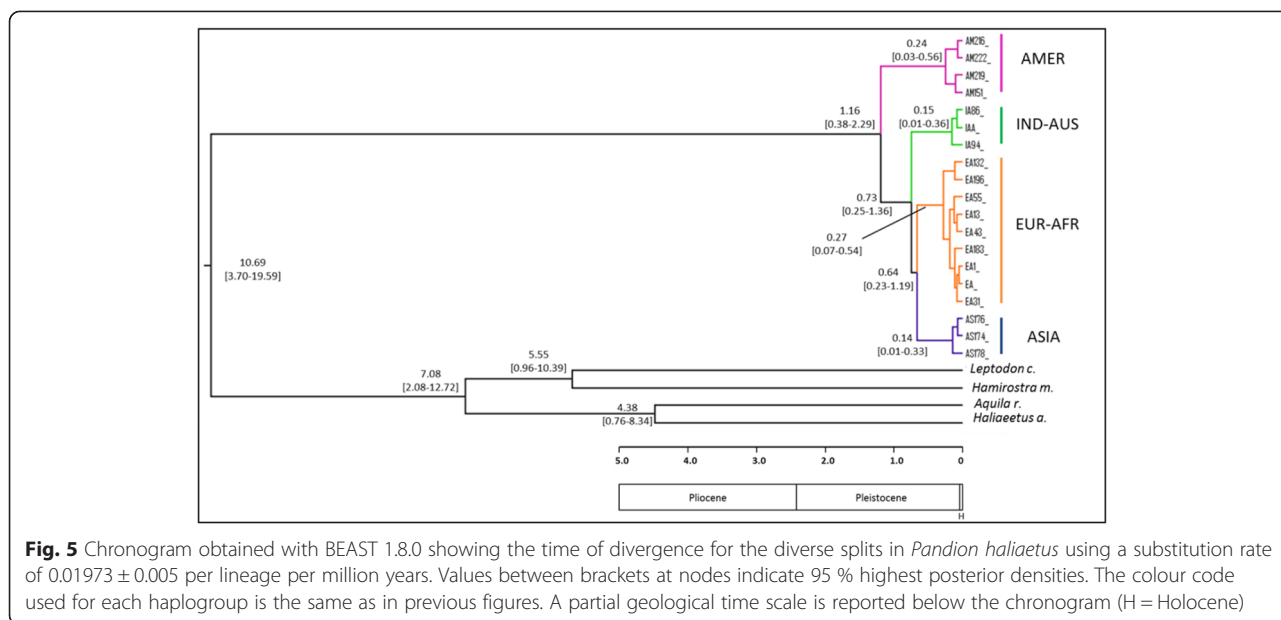 0.24
[0.03-0.56]
AM216_
AM222_
AM219_
AM151_
AMER
1.16
[0.38-2.29]
0.15
[0.01-0.36]
IA86_
IAA_
IA94_
IND-AUS
0.73
[0.25-1.36]
EA132_
EA196_
EA55_
EA13_
EA43_
EA183_
EA1_
EA_
EA31_
EUR-AFR
0.27
[0.07-0.54]
10.69
[3.70-19.59]
0.64
[0.23-1.19]
0.14
[0.01-0.33]
AS176_
AS174_
AS178_
ASIA
5.55
[0.96-10.39]
7.08
[2.08-12.72]
4.38
[0.76-8.34]
Leptodon c.
Hamirostra m.
Aquila r.
Haliaeetus a.
5.0 4.0 3.0 2.0 1.0 0
Pliocene Pleistocene
H
Fig. 5 Chronogram obtained with BEAST 1.8.0 showing the time of divergence for the diverse splits in Pandion haliaetus using a substitution rate
of 0.01973 ± 0.005 per lineage per million years. Values between brackets at nodes indicate 95 % highest posterior densities. The colour code
used for each haplogroup is the same as in previous figures. A partial geological time scale is reported below the chronogram (H = Holocene)